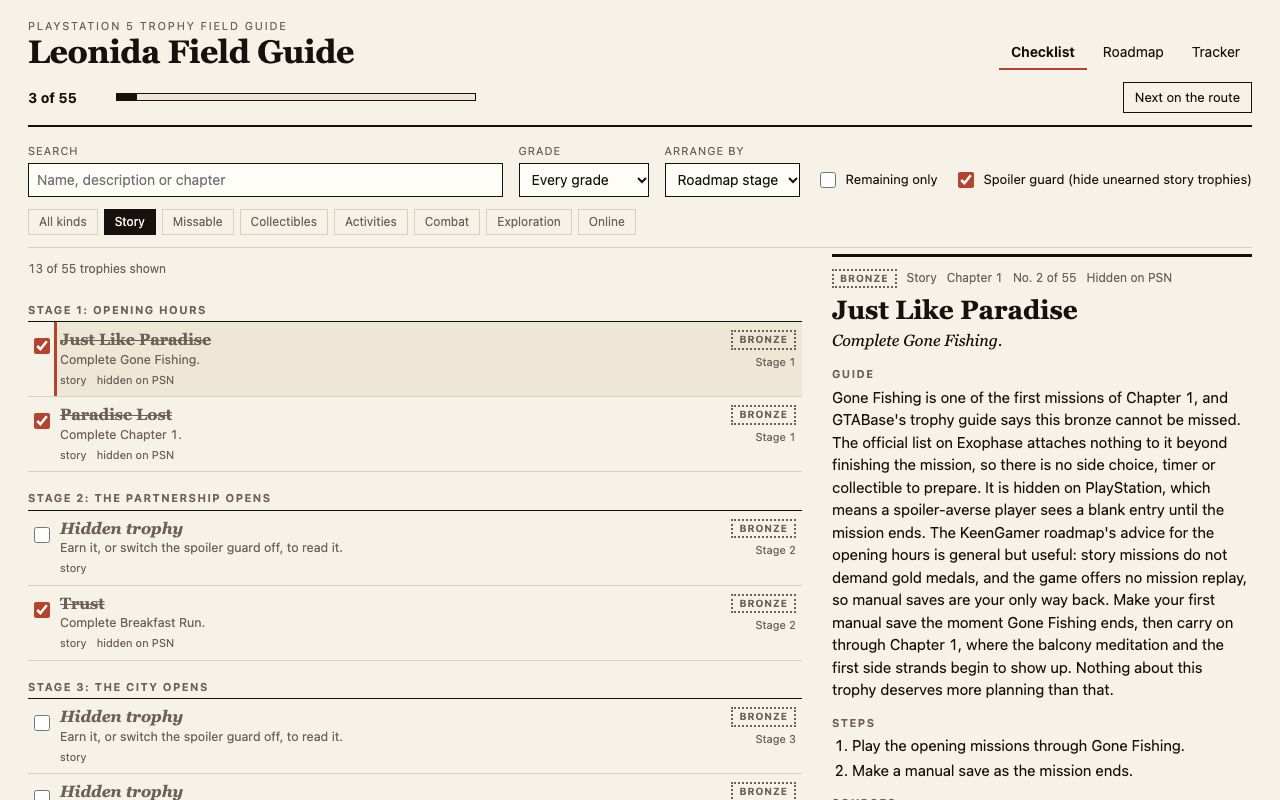 PLAYSTATION 5 TROPHY FIELD GUIDE
Leonida Field Guide
Checklist
Roadmap
Tracker
3 of 55
Next on the route
SEARCH
GRADE
ARRANGE BY
Name, description or chapter
Every grade
Roadmap stage
Remaining only
Spoiler guard (hide unearned story trophies)
All kinds
Story
Missable
Collectibles
Activities
Combat
Exploration
Online
13 of 55 trophies shown
STAGE 1: OPENING HOURS
Just Like Paradise
BRONZE
Complete Gone Fishing.
Stage 1
story hidden on PSN
Paradise Lost
BRONZE
Complete Chapter 1.
Stage 1
story hidden on PSN
STAGE 2: THE PARTNERSHIP OPENS
Hidden trophy
BRONZE
Earn it, or switch the spoiler guard off, to read it.
Stage 2
story
Trust
BRONZE
Complete Breakfast Run.
Stage 2
story hidden on PSN
STAGE 3: THE CITY OPENS
Hidden trophy
BRONZE
Earn it, or switch the spoiler guard off, to read it.
Stage 3
story
Hidden trophy
BRONZE
BRONZE Story Chapter 1 No. 2 of 55 Hidden on PSN
Just Like Paradise
Complete Gone Fishing.
GUIDE
Gone Fishing is one of the first missions of Chapter 1, and
GTABase's trophy guide says this bronze cannot be missed.
The official list on Exophase attaches nothing to it beyond
finishing the mission, so there is no side choice, timer or
collectible to prepare. It is hidden on PlayStation, which
means a spoiler-averse player sees a blank entry until the
mission ends. The KeenGamer roadmap's advice for the
opening hours is general but useful: story missions do not
demand gold medals, and the game offers no mission replay,
so manual saves are your only way back. Make your first
manual save the moment Gone Fishing ends, then carry on
through Chapter 1, where the balcony meditation and the
first side strands begin to show up. Nothing about this
trophy deserves more planning than that.
STEPS
1. Play the opening missions through Gone Fishing.
2. Make a manual save as the mission ends.